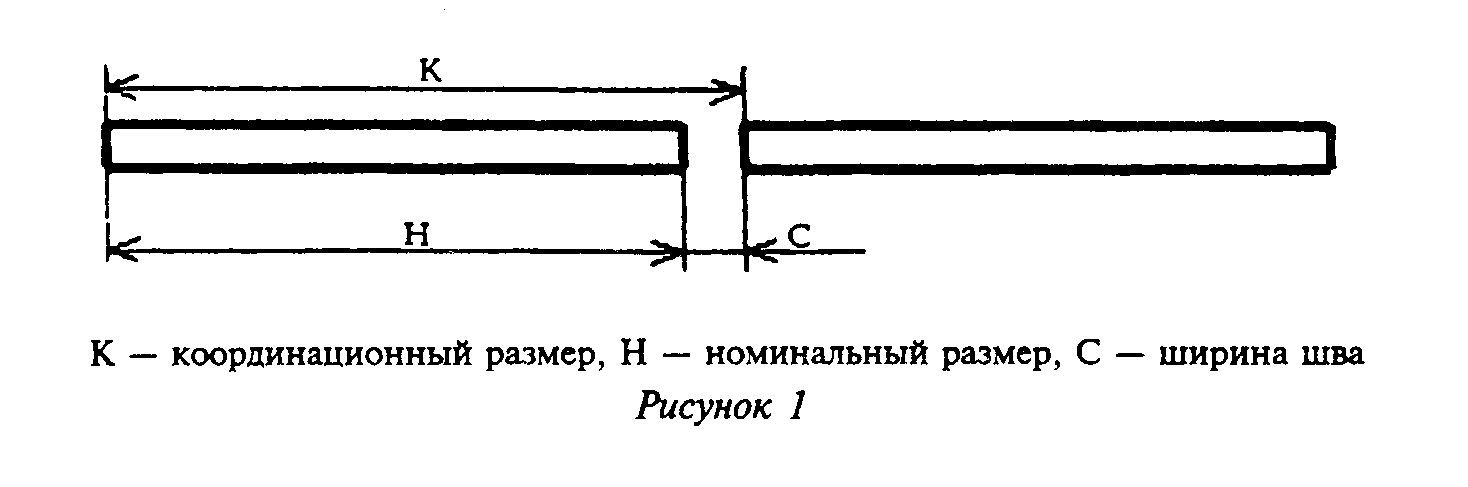 К
Н
С
К — координационный размер, Н — номинальный размер, С — ширина шва
Рисунок 1